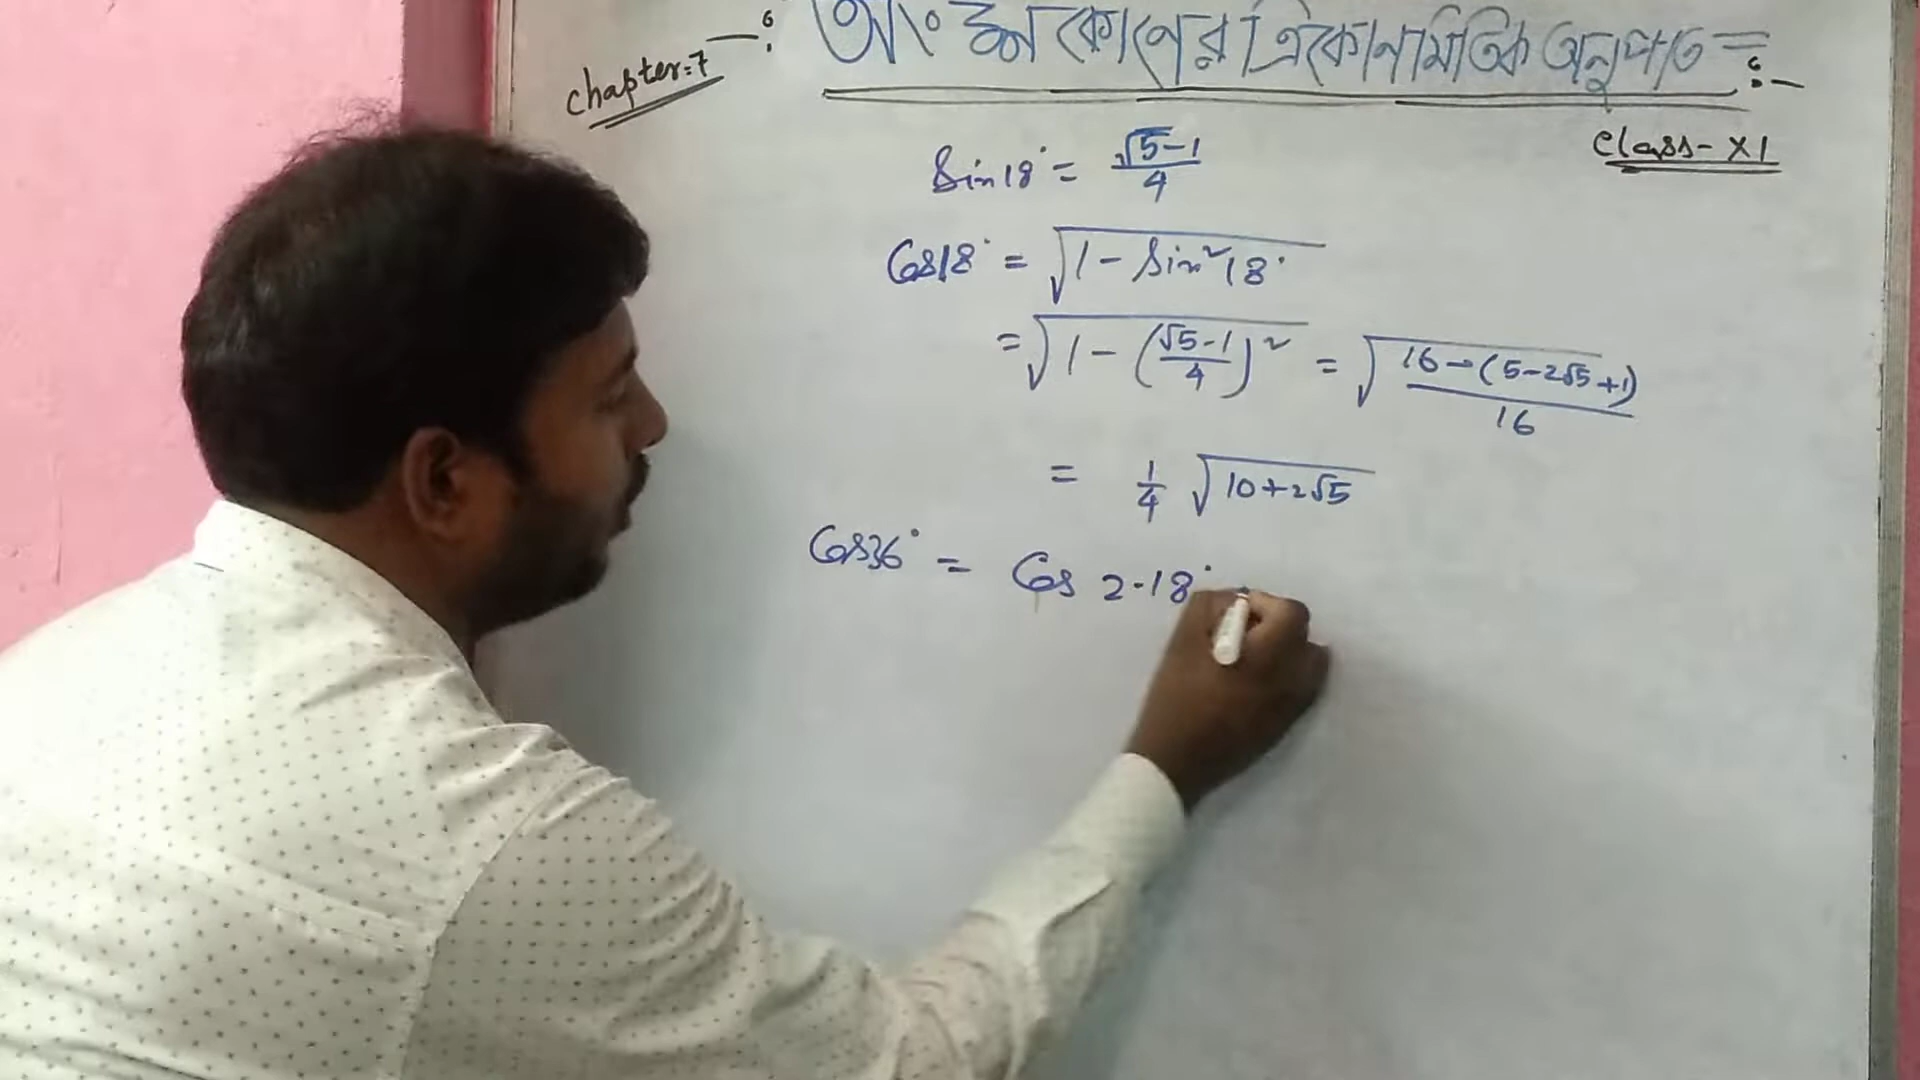 chapter:7 —: অংশ কোণের ত্রিকোণমিতিক অনুপাত :—
Class- XI
Sin18° = √5-1/4
Cos18° = √1 - Sin²18°
= √1 - (√5-1/4)² = √16-(5-2√5+1)/16
= 1/4 √10+2√5
Cos36° = Cos 2·18°